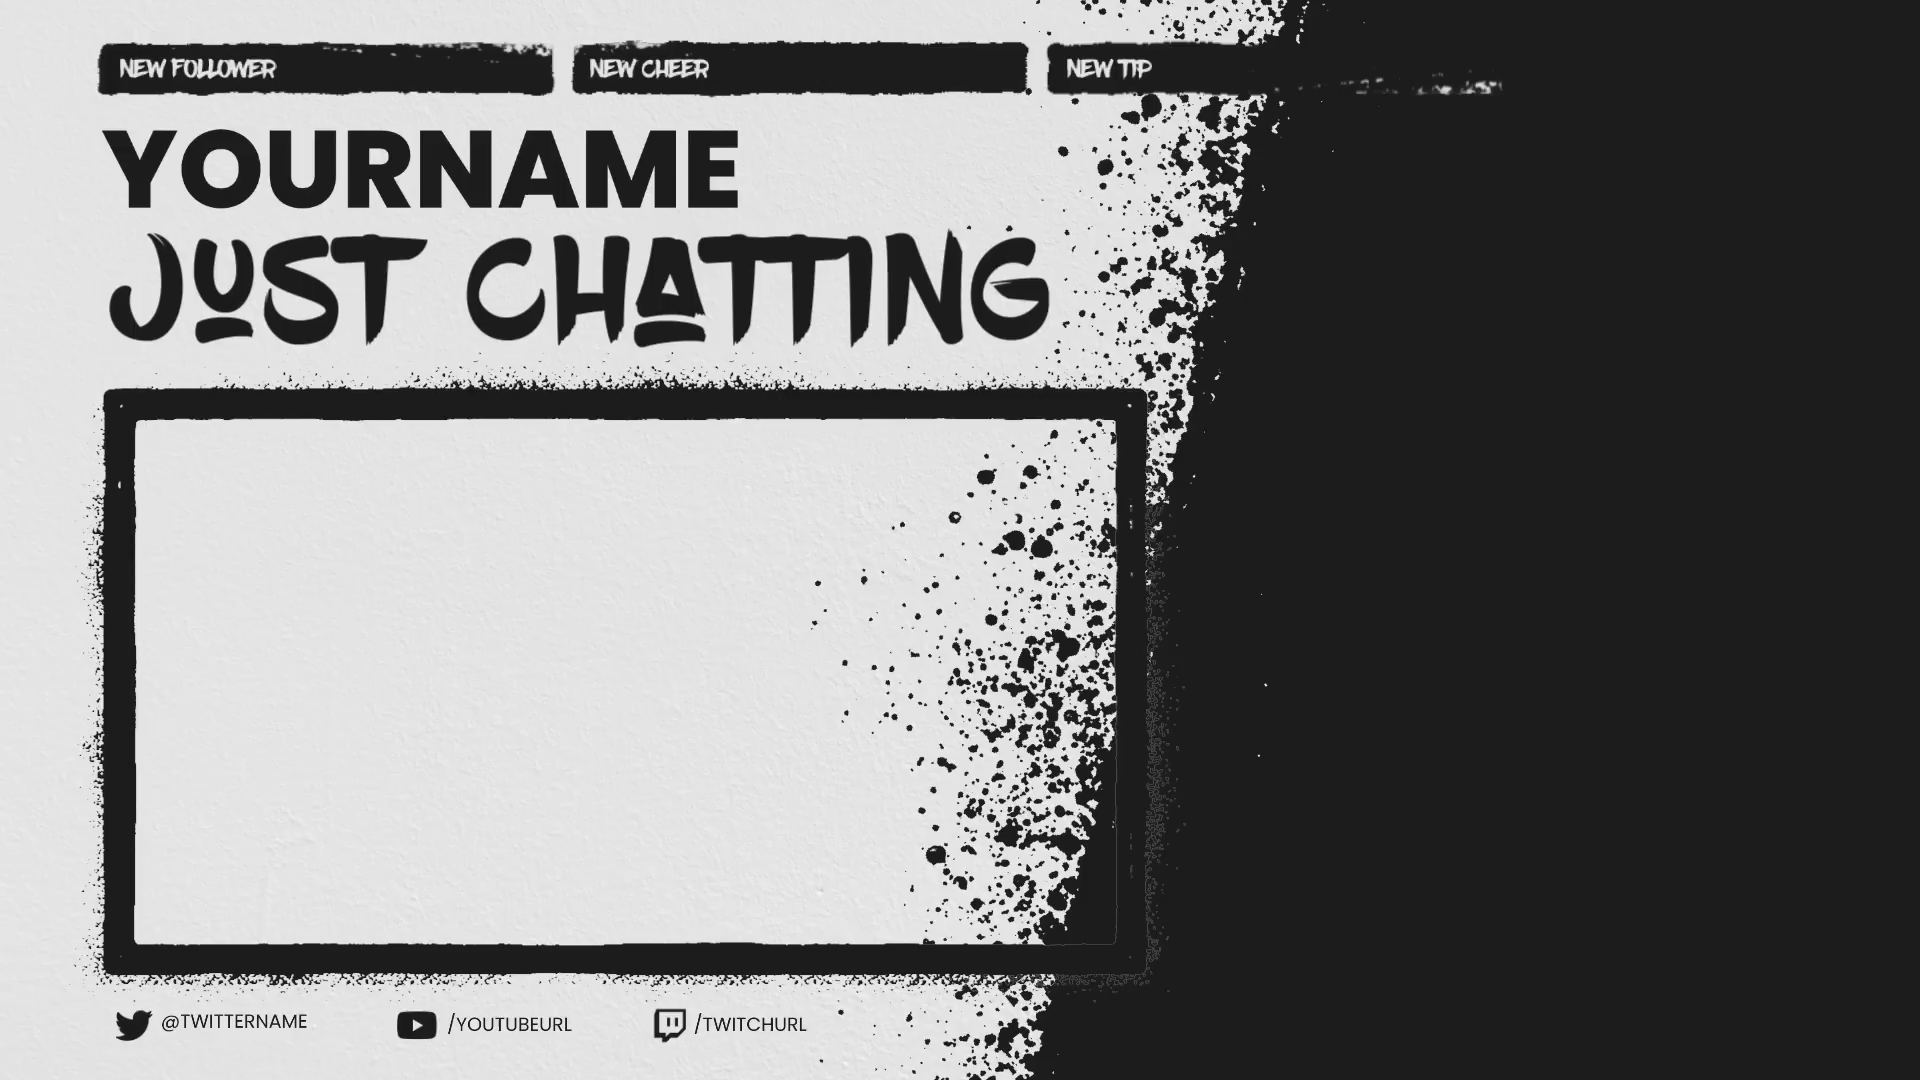 NEW FOLLOWER
NEW CHEER
NEW TIP
YOURNAME
JUST CHATTING
@TWITTERNAME
/YOUTUBEURL
/TWITCHURL